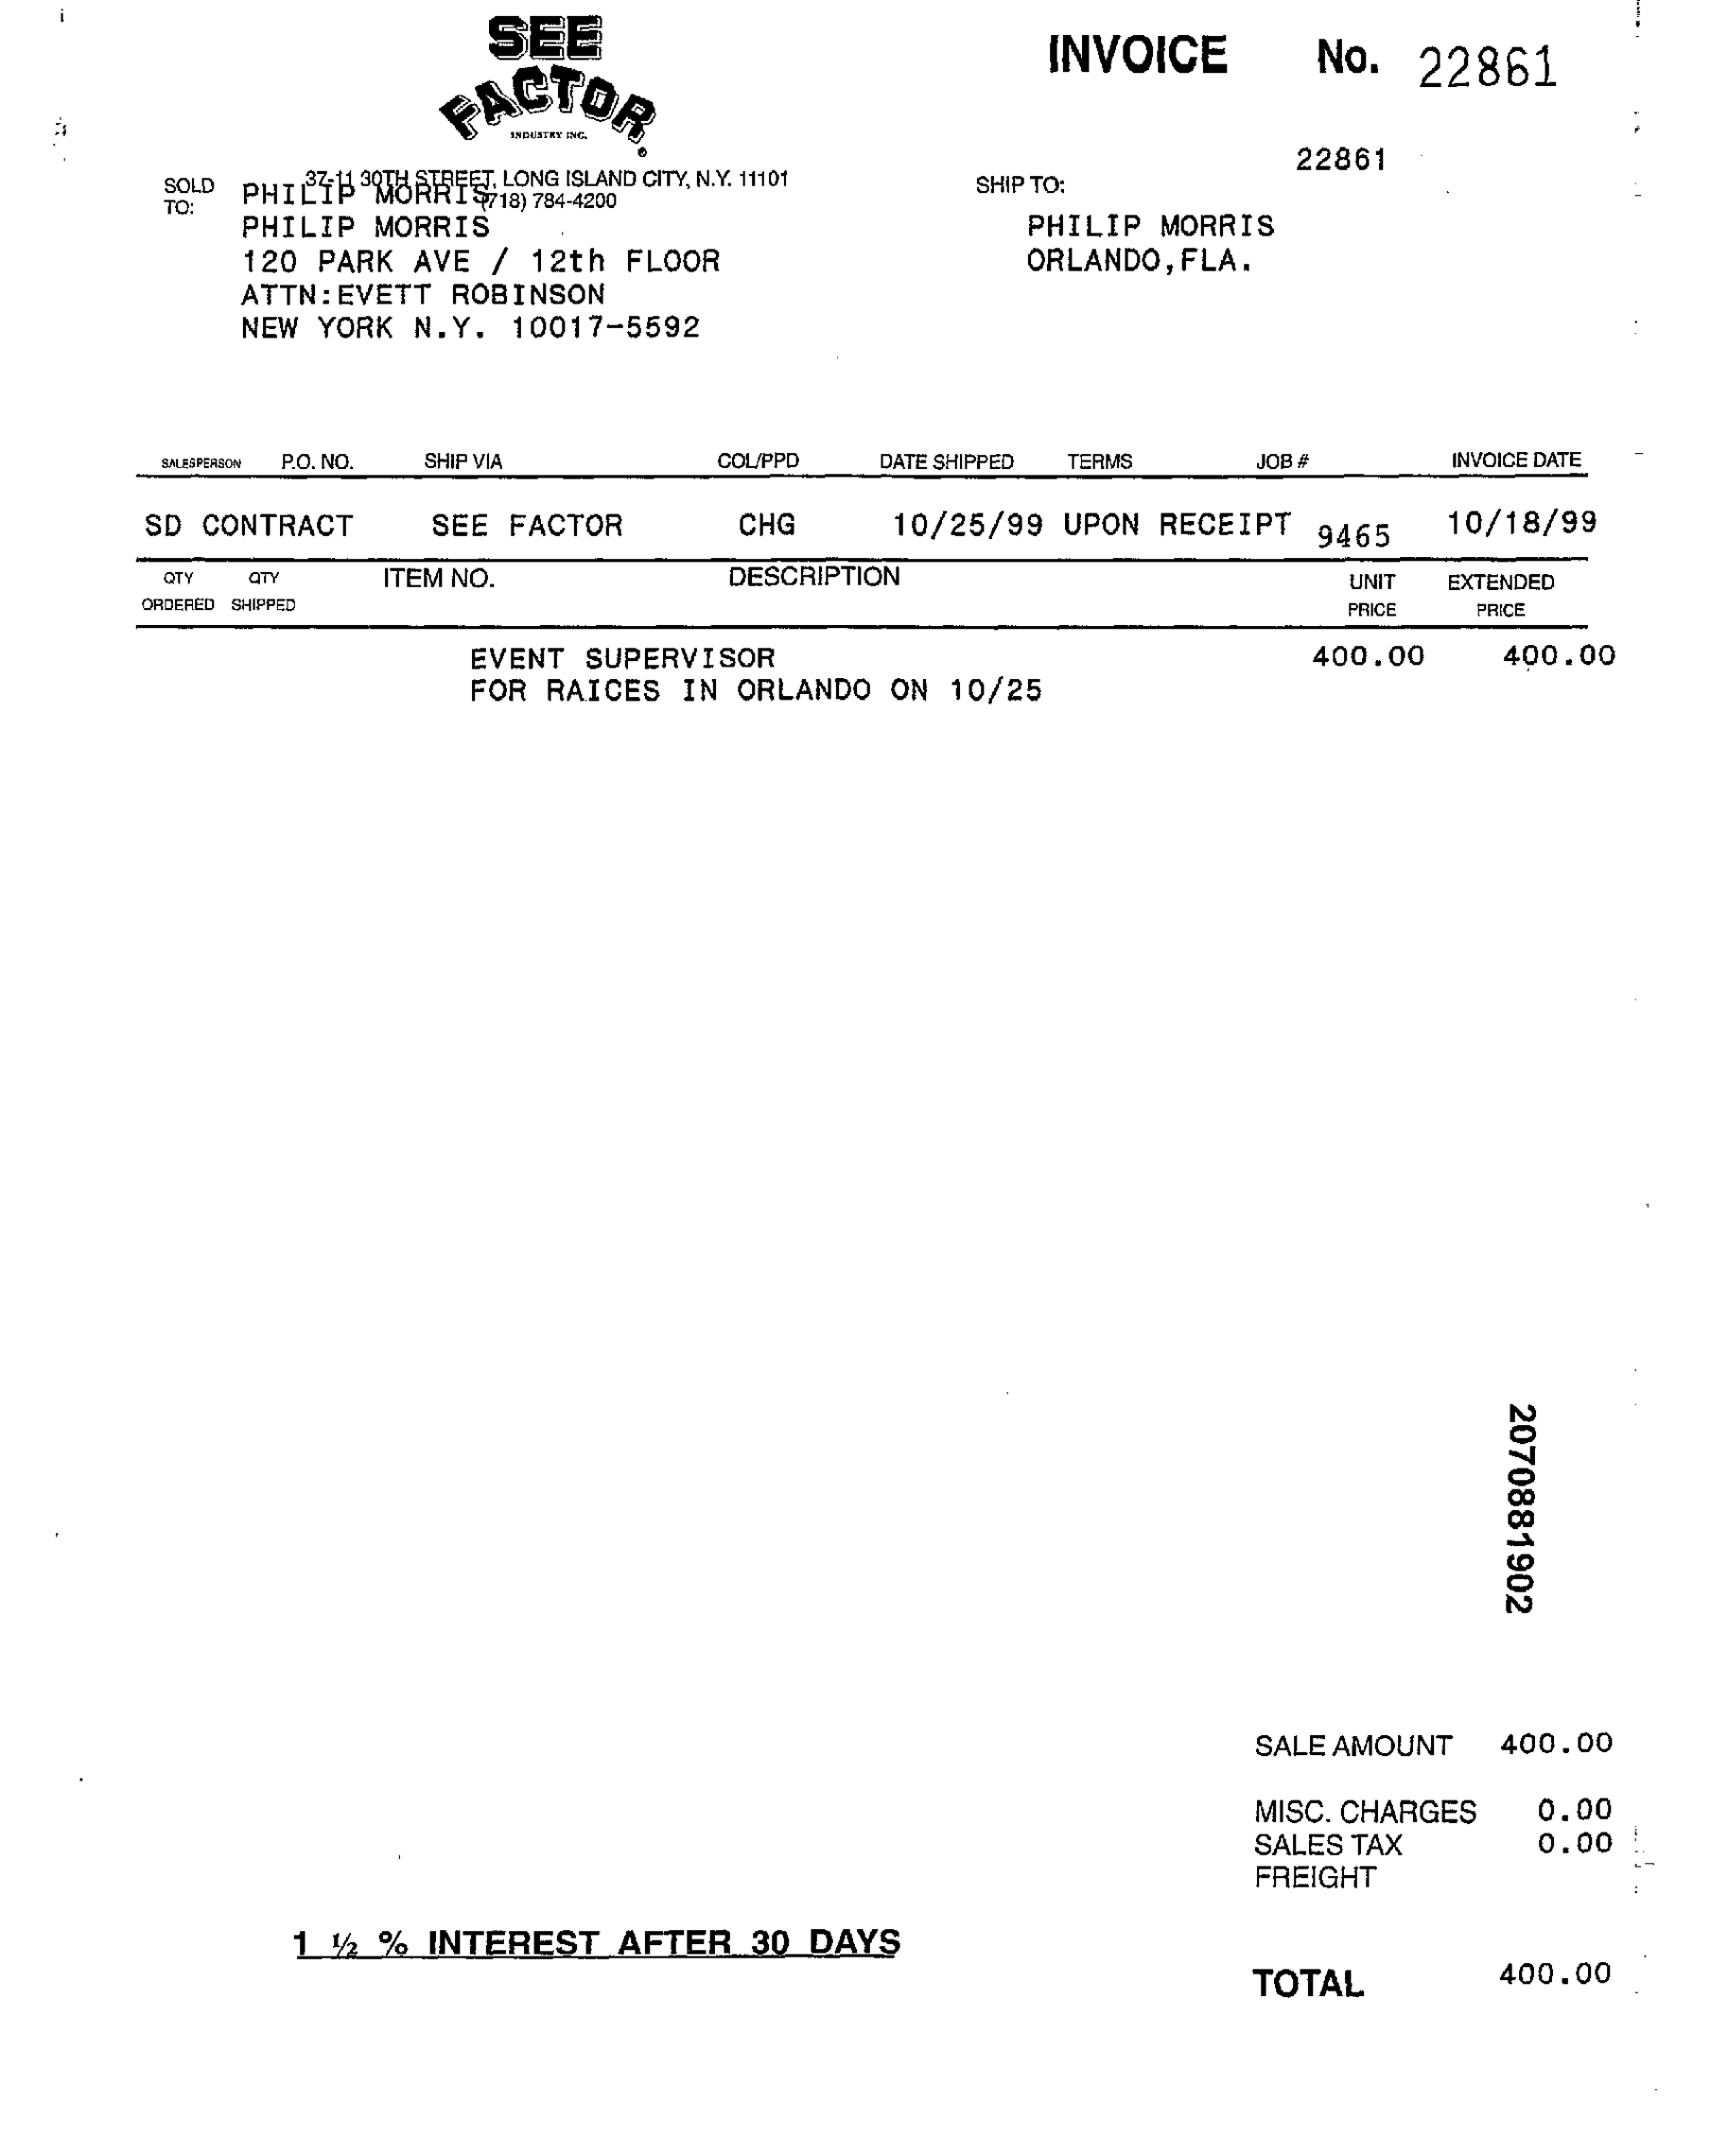 SEE
FACTOR
INDUSTRY INC.
INVOICE No. 22861
22861
37-11 30TH STREET, LONG ISLAND CITY, N.Y. 11101
(718) 784-4200
SOLD TO:
PHILIP MORRIS
PHILIP MORRIS
120 PARK AVE / 12th FLOOR
ATTN:EVETT ROBINSON
NEW YORK N.Y. 10017-5592
SHIP TO:
PHILIP MORRIS
ORLANDO,FLA.
SALESPERSON P.O. NO. SHIP VIA COL/PPD DATE SHIPPED TERMS JOB # INVOICE DATE
SD CONTRACT SEE FACTOR CHG 10/25/99 UPON RECEIPT 9465 10/18/99
QTY ORDERED QTY SHIPPED ITEM NO. DESCRIPTION UNIT PRICE EXTENDED PRICE
EVENT SUPERVISOR 400.00 400.00
FOR RAICES IN ORLANDO ON 10/25
2070881902
SALE AMOUNT 400.00
MISC. CHARGES 0.00
SALES TAX 0.00
FREIGHT
1 ½ % INTEREST AFTER 30 DAYS
TOTAL 400.00